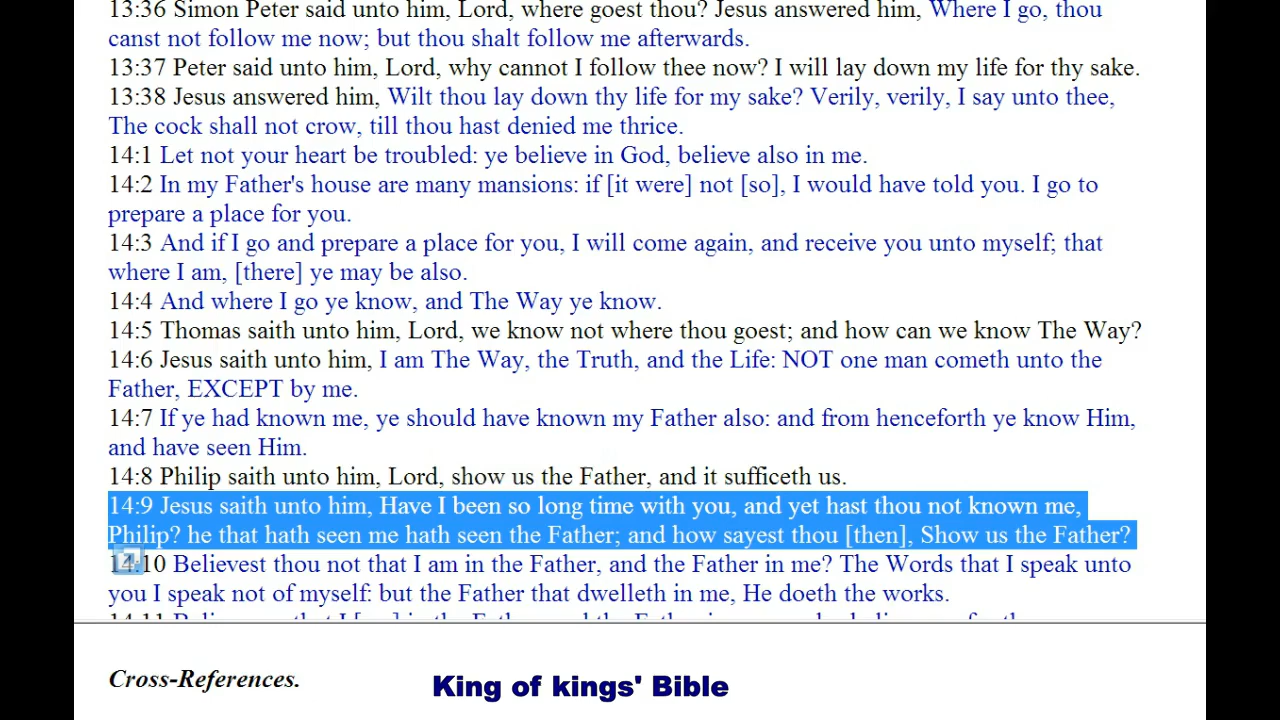 13:36 Simon Peter said unto him, Lord, where goest thou? Jesus answered him, Where I go, thou
canst not follow me now; but thou shalt follow me afterwards.
13:37 Peter said unto him, Lord, why cannot I follow thee now? I will lay down my life for thy sake.
13:38 Jesus answered him, Wilt thou lay down thy life for my sake? Verily, verily, I say unto thee,
The cock shall not crow, till thou hast denied me thrice.
14:1 Let not your heart be troubled: ye believe in God, believe also in me.
14:2 In my Father's house are many mansions: if [it were] not [so], I would have told you. I go to
prepare a place for you.
14:3 And if I go and prepare a place for you, I will come again, and receive you unto myself; that
where I am, [there] ye may be also.
14:4 And where I go ye know, and The Way ye know.
14:5 Thomas saith unto him, Lord, we know not where thou goest; and how can we know The Way?
14:6 Jesus saith unto him, I am The Way, the Truth, and the Life: NOT one man cometh unto the
Father, EXCEPT by me.
14:7 If ye had known me, ye should have known my Father also: and from henceforth ye know Him,
and have seen Him.
14:8 Philip saith unto him, Lord, show us the Father, and it sufficeth us.
14:9 Jesus saith unto him, Have I been so long time with you, and yet hast thou not known me,
Philip? he that hath seen me hath seen the Father; and how sayest thou [then], Show us the Father?
14:10 Believest thou not that I am in the Father, and the Father in me? The Words that I speak unto
you I speak not of myself: but the Father that dwelleth in me, He doeth the works.
Cross-References.
King of kings' Bible